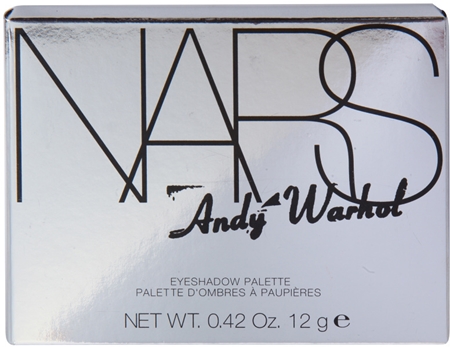 NARS
Andy Warhol
EYESHADOW PALETTE
PALETTE D'OMBRES À PAUPIÈRES
NET WT. 0.42 Oz. 12 g ℮